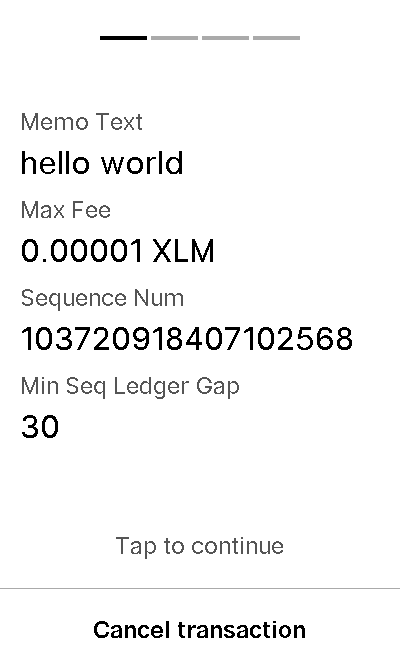 Memo Text
hello world
Max Fee
0.00001 XLM
Sequence Num
103720918407102568
Min Seq Ledger Gap
30
Tap to continue
Cancel transaction